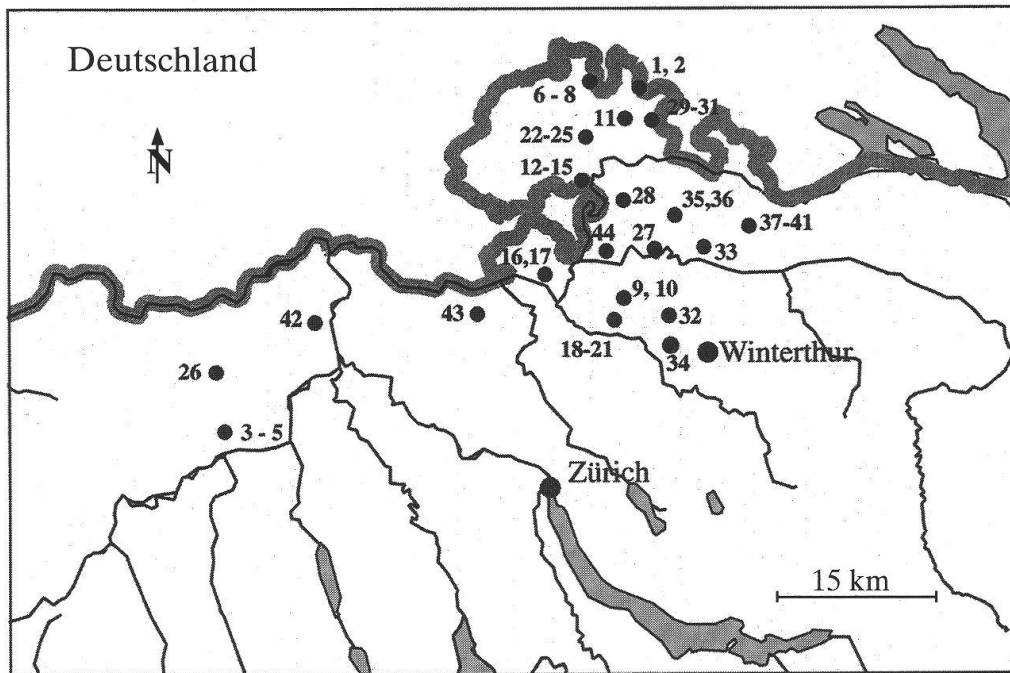 Deutschland
1, 2
6 - 8
29-31
11
22-25
N
12-15
28
35,36
37-41
44
27
33
16,17
9, 10
43
32
42
18-21
34
Winterthur
26
3 - 5
Zürich
15 km